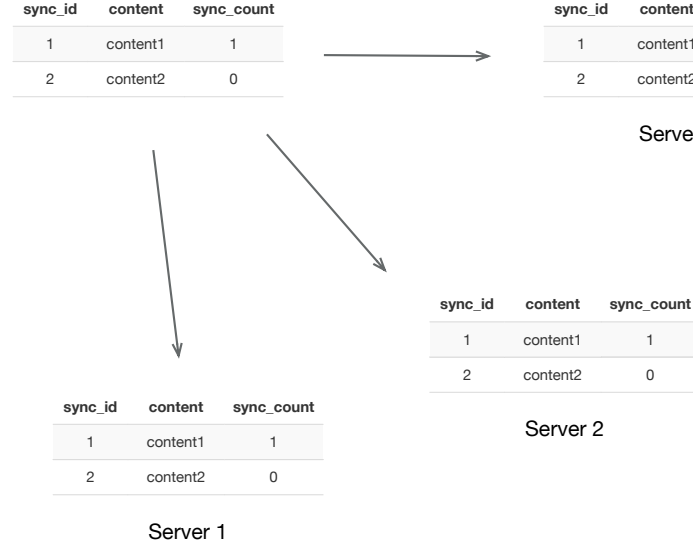 sync_id content sync_count
1 content1 1
2 content2 0
sync_id content
1 content1
2 content2
sync_id content sync_count
1 content1 1
2 content2 0
Server 2
sync_id content sync_count
1 content1 1
2 content2 0
Server 1